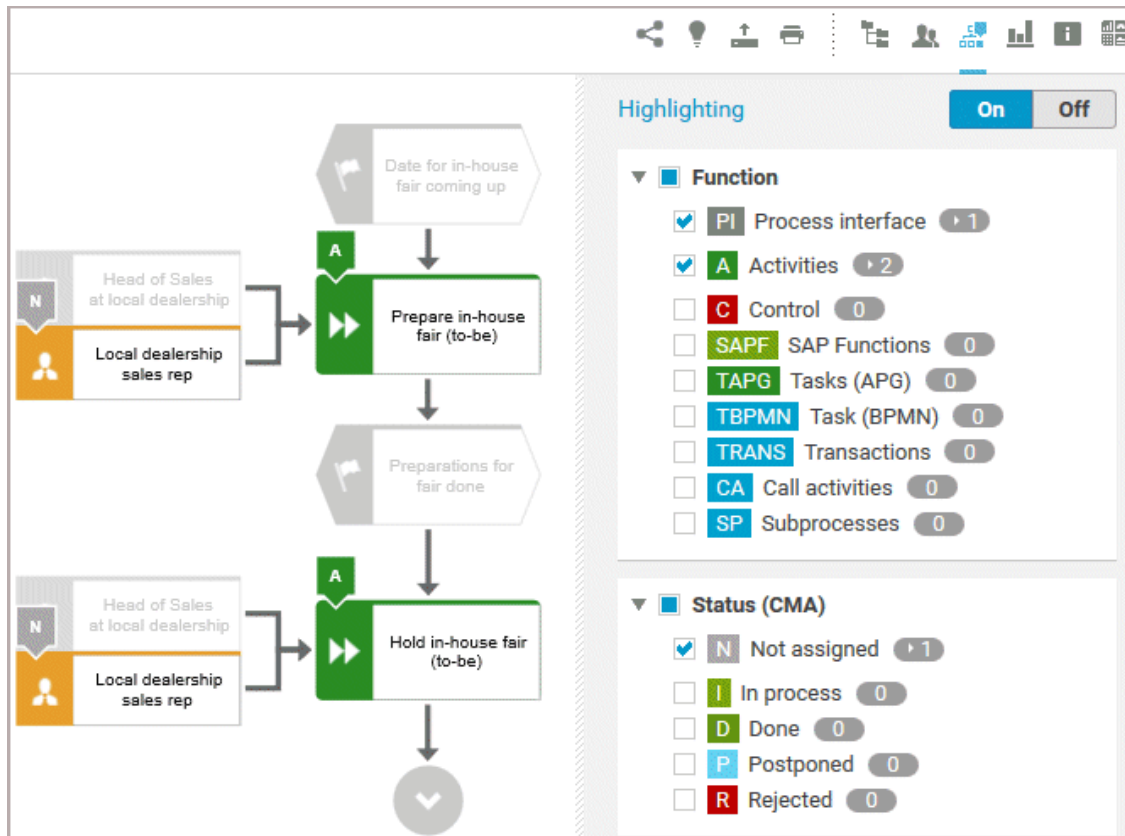 Highlighting
On
Off
Date for in-house
fair coming up
A
Head of Sales
at local dealership
N
Local dealership
sales rep
Prepare in-house
fair (to-be)
Preparations for
fair done
A
Head of Sales
at local dealership
N
Local dealership
sales rep
Hold in-house fair
(to-be)
Function
PI Process interface 1
A Activities 2
C Control 0
SAPF SAP Functions 0
TAPG Tasks (APG) 0
TBPMN Task (BPMN) 0
TRANS Transactions 0
CA Call activities 0
SP Subprocesses 0
Status (CMA)
N Not assigned 1
I In process 0
D Done 0
P Postponed 0
R Rejected 0